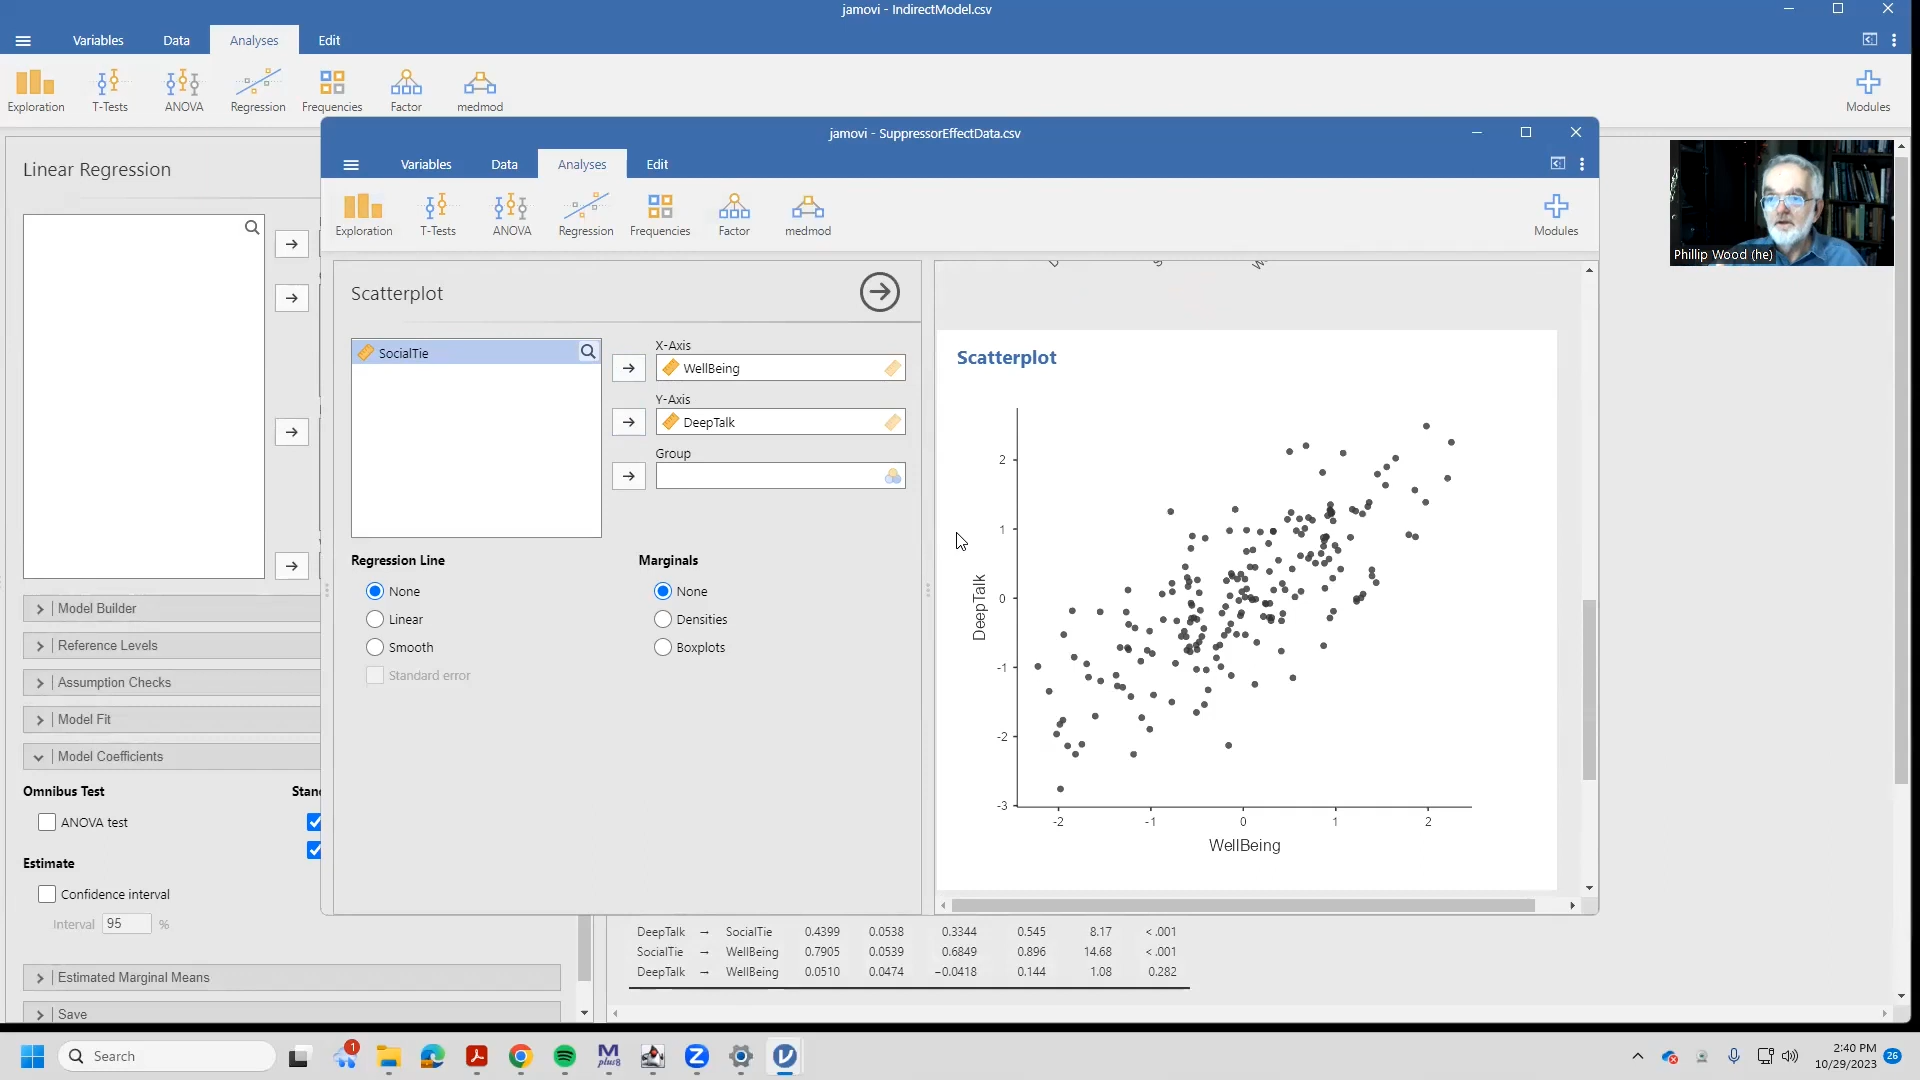 jamovi - IndirectModel.csv
Variables Data Analyses Edit
Exploration T-Tests ANOVA Regression Frequencies Factor medmod Modules
Linear Regression
jamovi - SuppressorEffectData.csv
Variables Data Analyses Edit
Exploration T-Tests ANOVA Regression Frequencies Factor medmod Modules
Phillip Wood (he)
Scatterplot
SocialTie
X-Axis
WellBeing
Y-Axis
DeepTalk
Group
Regression Line
None
Linear
Smooth
Standard error
Marginals
None
Densities
Boxplots
Scatterplot
2
1
0
-1
-2
-3
DeepTalk
-2 -1 0 1 2
WellBeing
Model Builder
Reference Levels
Assumption Checks
Model Fit
Model Coefficients
Omnibus Test Stand
ANOVA test
Estimate
Confidence interval
Interval 95 %
Estimated Marginal Means
Save
DeepTalk → SocialTie 0.4399 0.0538 0.3344 0.545 8.17 < .001
SocialTie → WellBeing 0.7905 0.0539 0.6849 0.896 14.68 < .001
DeepTalk → WellBeing 0.0510 0.0474 −0.0418 0.144 1.08 0.282
Search
1
M
plus8
2:40 PM
10/29/2023
26